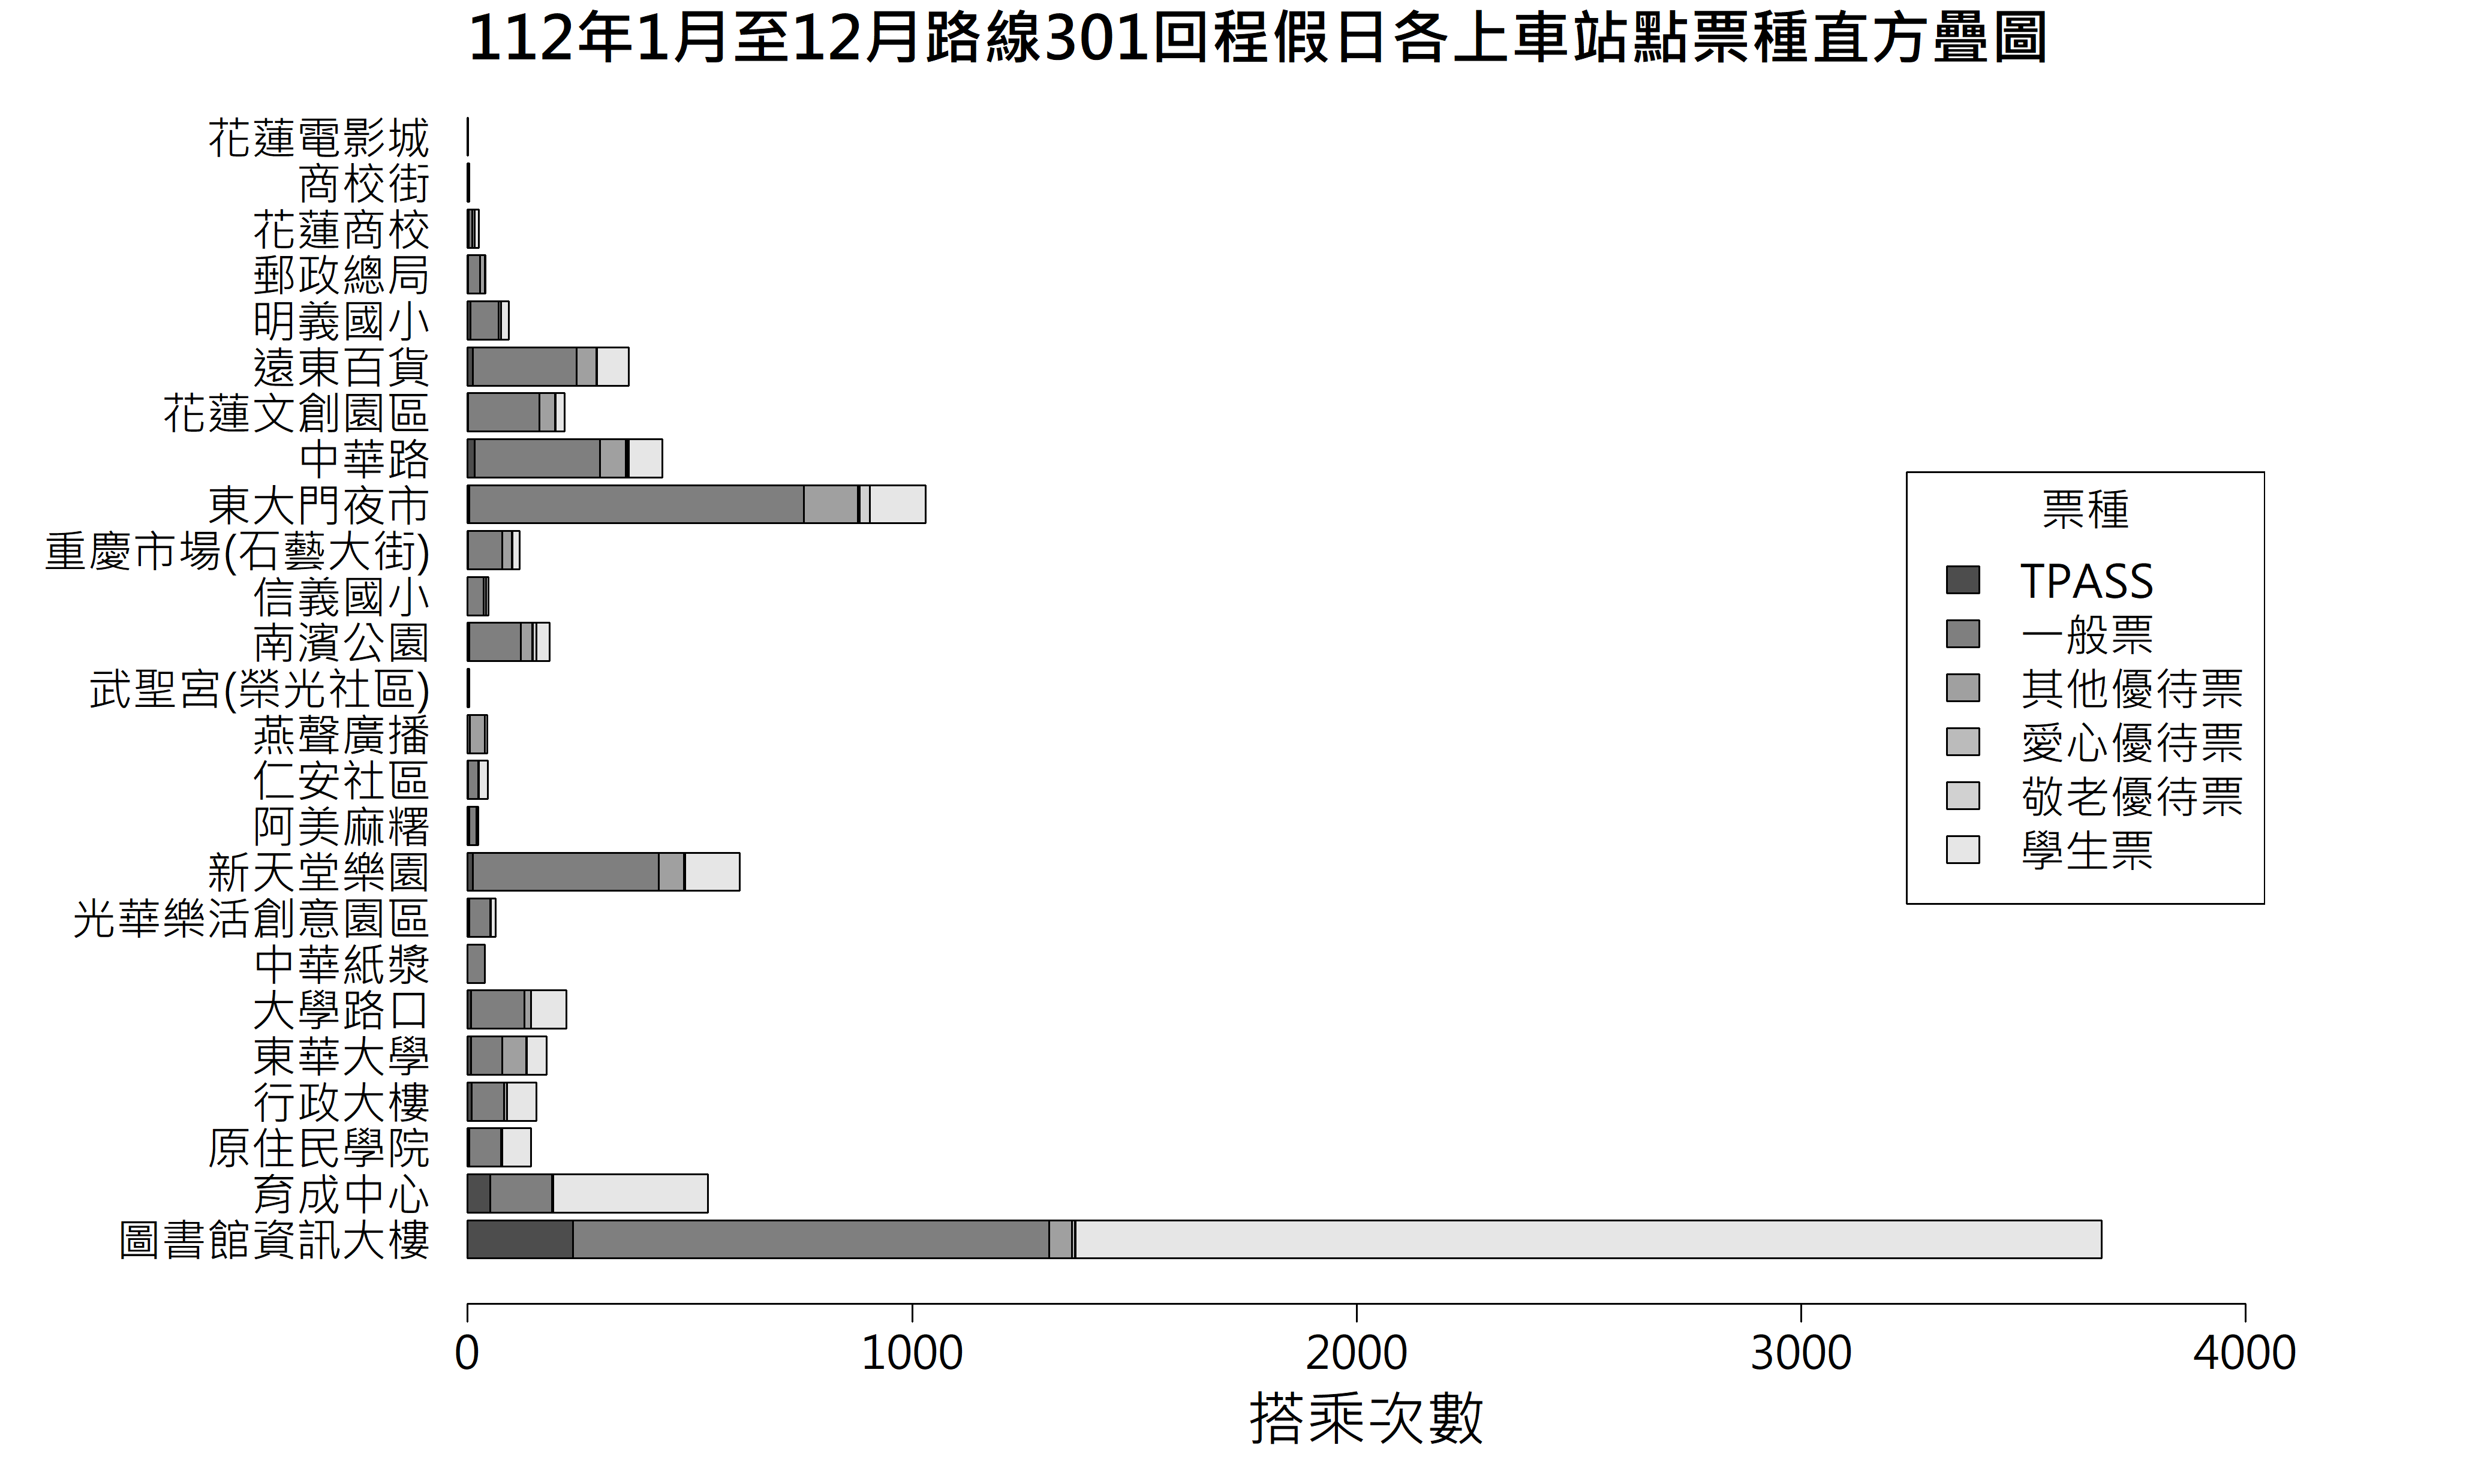 112年1月至12月路線301回程假日各上車站點票種直方疊圖
花蓮電影城
商校街
花蓮商校
郵政總局
明義國小
遠東百貨
花蓮文創園區
中華路
東大門夜市
重慶市場(石藝大街)
信義國小
南濱公園
武聖宮(榮光社區)
燕聲廣播
仁安社區
阿美麻糬
新天堂樂園
光華樂活創意園區
中華紙漿
大學路口
東華大學
行政大樓
原住民學院
育成中心
圖書館資訊大樓
票種
TPASS
一般票
其他優待票
愛心優待票
敬老優待票
學生票
0 1000 2000 3000 4000
搭乘次數